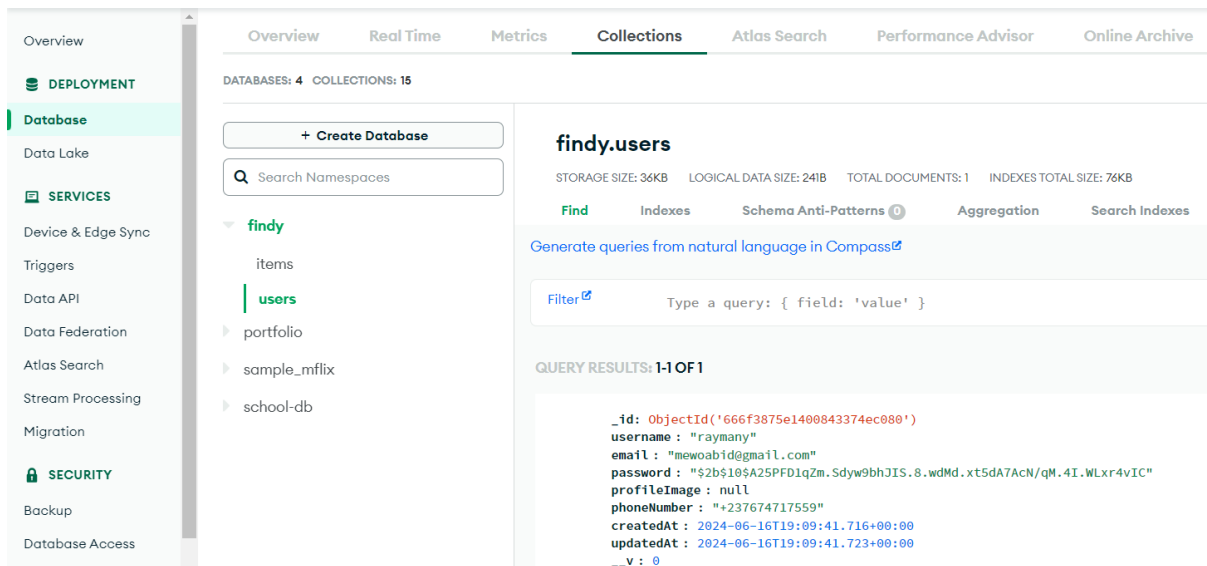 Overview
DEPLOYMENT
Database
Data Lake
SERVICES
Device & Edge Sync
Triggers
Data API
Data Federation
Atlas Search
Stream Processing
Migration
SECURITY
Backup
Database Access
Overview Real Time Metrics Collections Atlas Search Performance Advisor Online Archive
DATABASES: 4 COLLECTIONS: 15
+ Create Database
Search Namespaces
findy
items
users
portfolio
sample_mflix
school-db
findy.users
STORAGE SIZE: 36KB LOGICAL DATA SIZE: 241B TOTAL DOCUMENTS: 1 INDEXES TOTAL SIZE: 76KB
Find Indexes Schema Anti-Patterns 0 Aggregation Search Indexes
Generate queries from natural language in Compass
Filter Type a query: { field: 'value' }
QUERY RESULTS: 1-1 OF 1
_id: ObjectId('666f3875e1400843374ec080')
username : "raymany"
email : "mewoabid@gmail.com"
password : "$2b$10$A25PFD1qZm.Sdyw9bhJIS.8.wdMd.xt5dA7AcN/qM.4I.WLxr4vIC"
profileImage : null
phoneNumber : "+237674717559"
createdAt : 2024-06-16T19:09:41.716+00:00
updatedAt : 2024-06-16T19:09:41.723+00:00
__v : 0